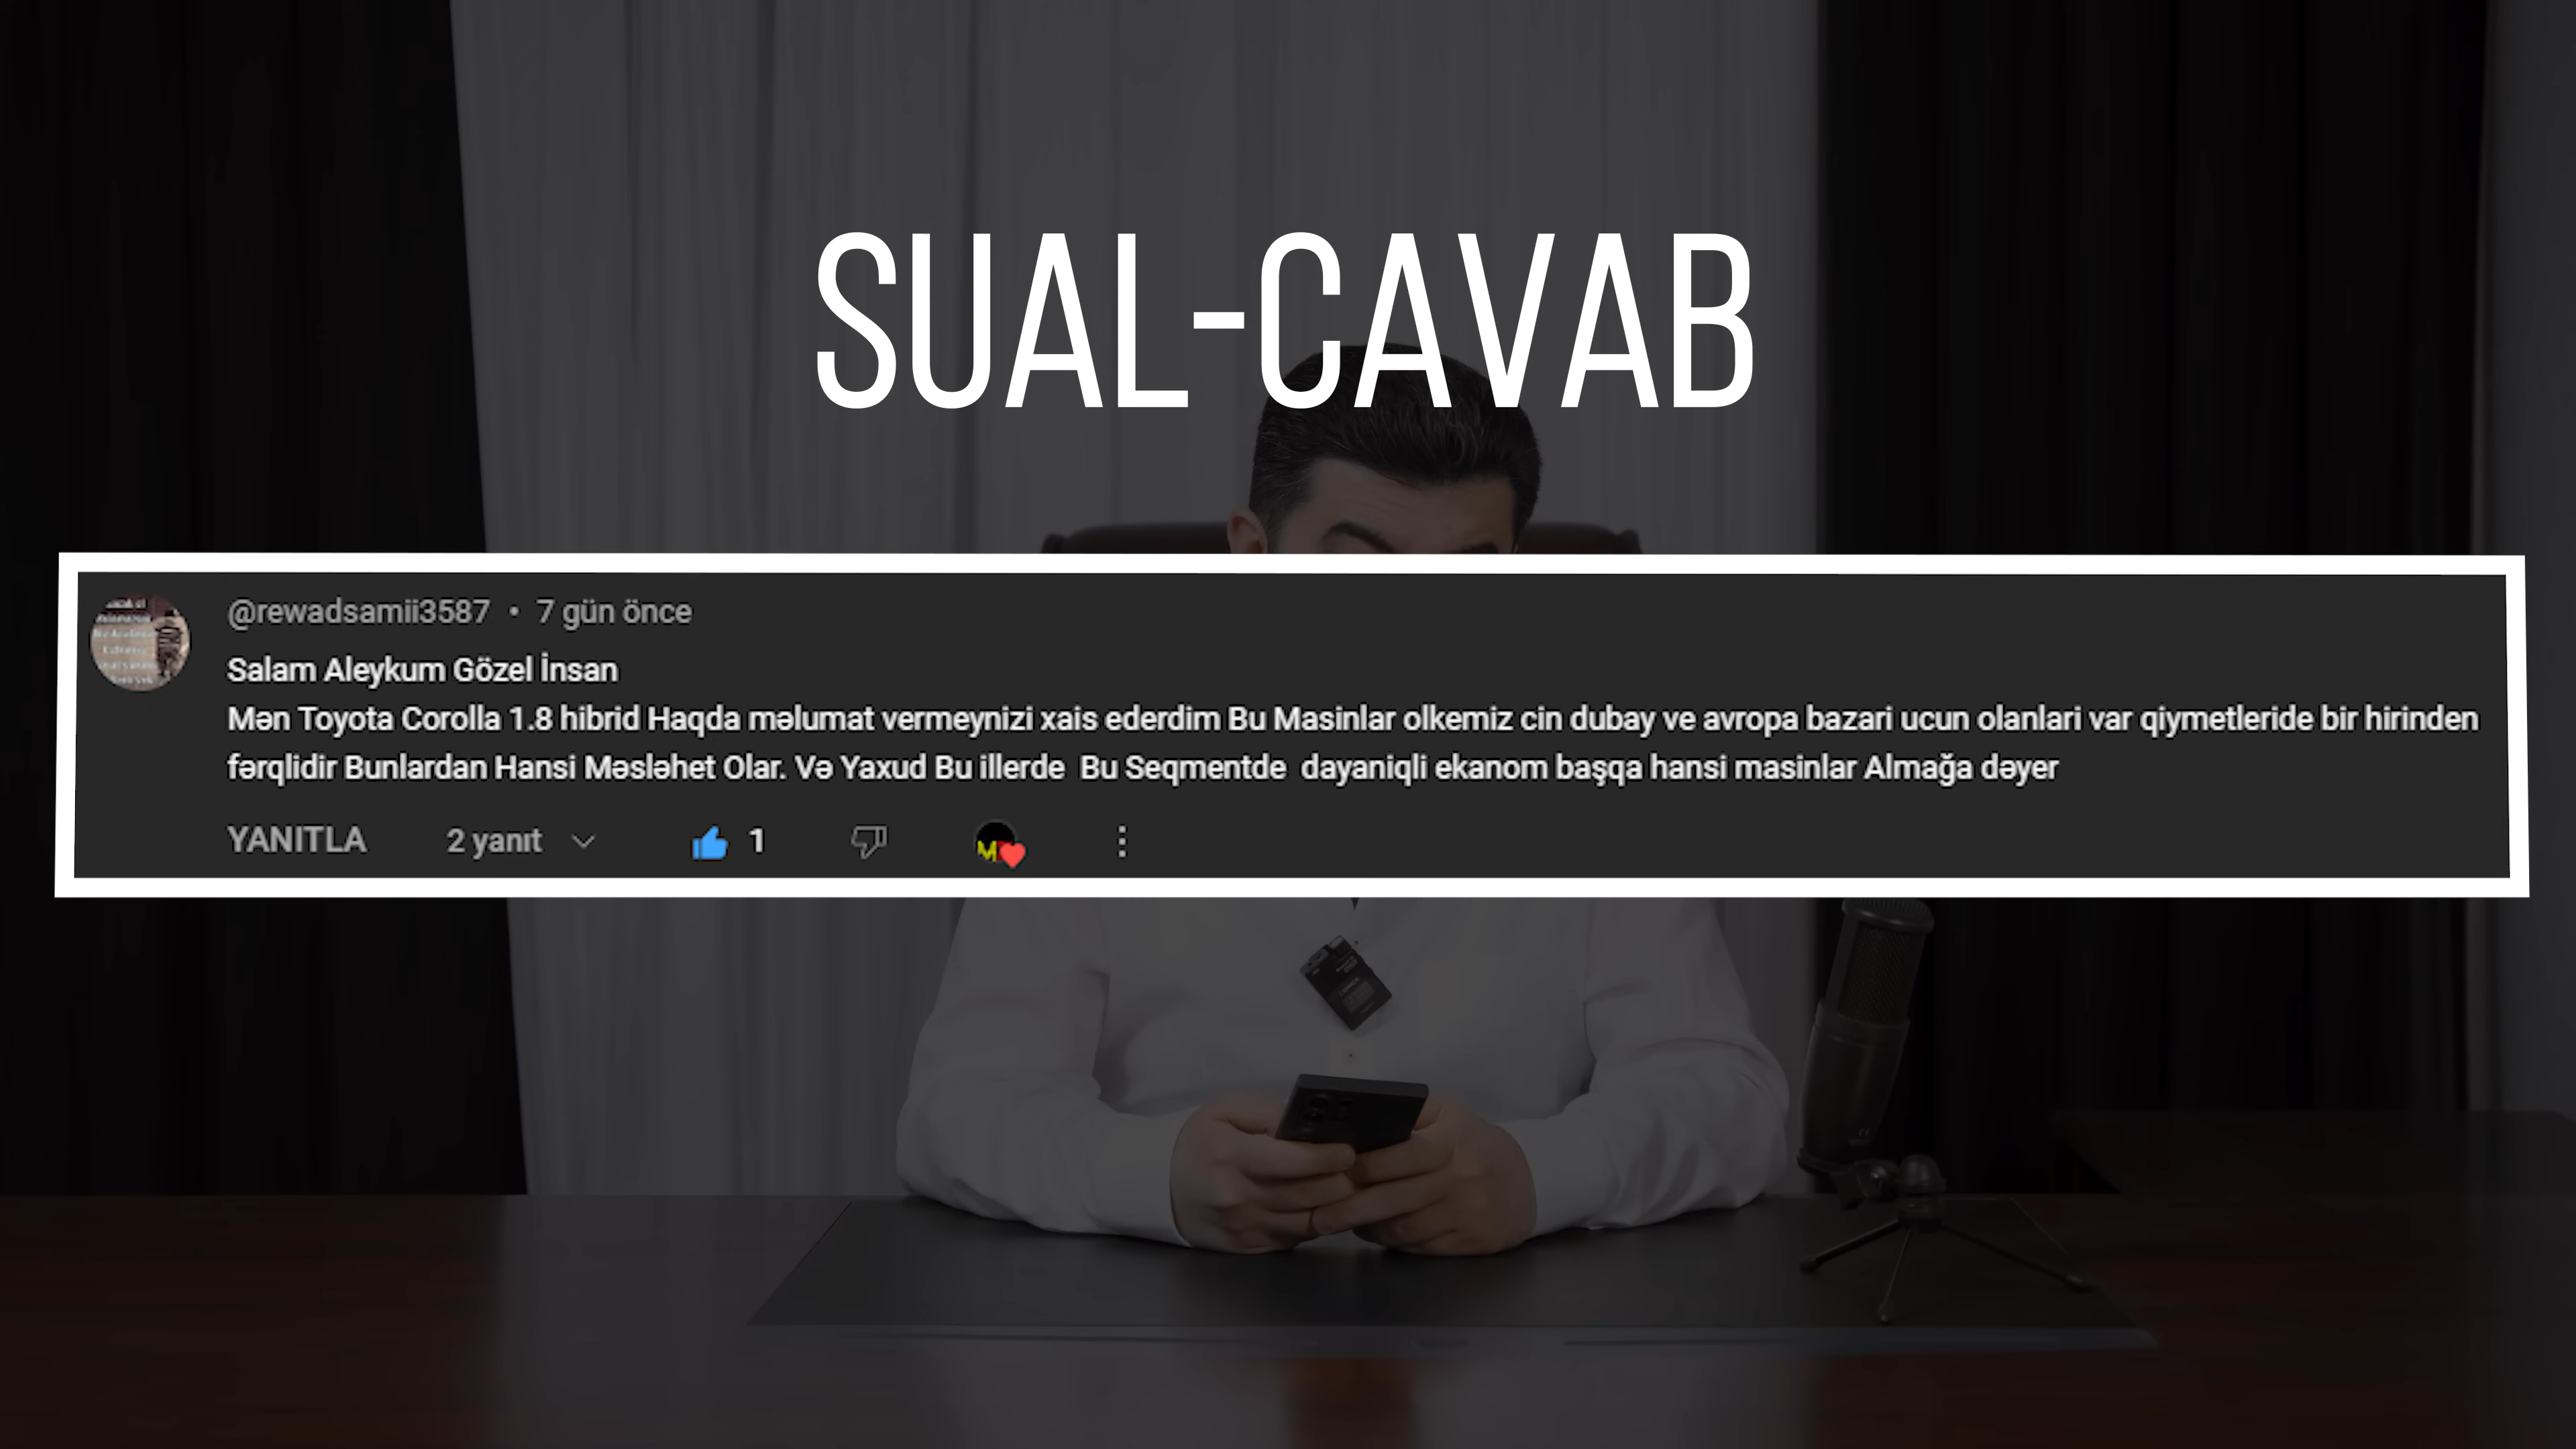 SUAL-CAVAB
@rewadsamii3587 • 7 gün önce
Salam Aleykum Gözel İnsan
Mən Toyota Corolla 1.8 hibrid Haqda məlumat vermeynizi xais ederdim Bu Masinlar olkemiz cin dubay ve avropa bazari ucun olanlari var qiymetleride bir hirinden
fərqlidir Bunlardan Hansi Məsləhet Olar. Və Yaxud Bu illerde Bu Seqmentde dayaniqli ekanom başqa hansi masinlar Almağa dəyer
YANITLA 2 yanıt 1